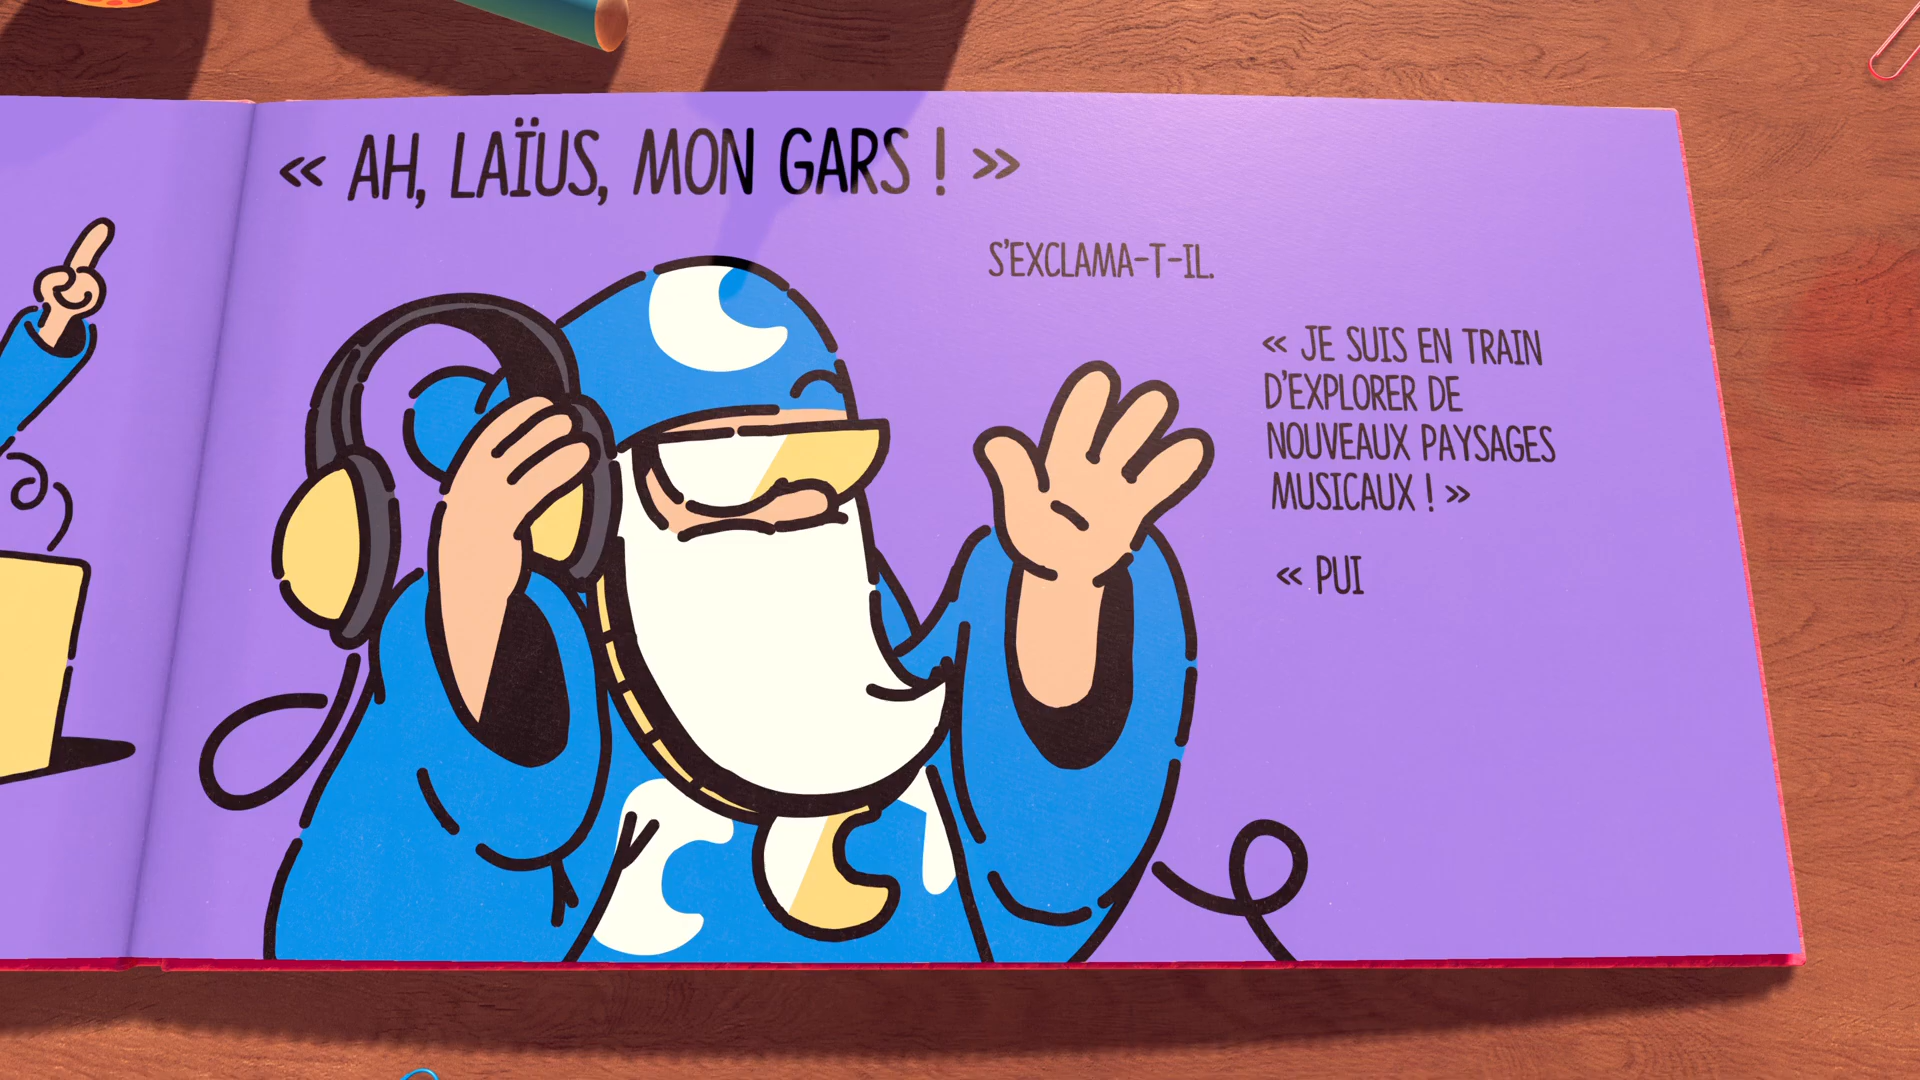 « AH, LAÏUS, MON GARS ! »
S'EXCLAMA-T-IL.
« JE SUIS EN TRAIN
D'EXPLORER DE
NOUVEAUX PAYSAGES
MUSICAUX ! »
« PUI